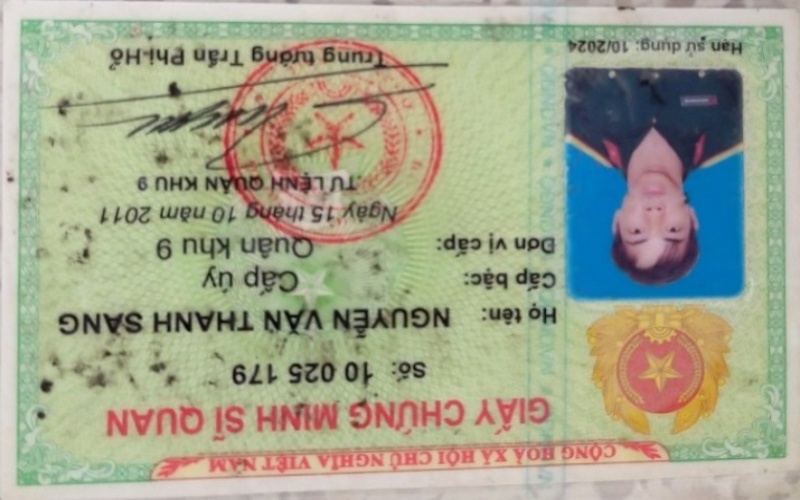 CỘNG HOÀ XÃ HỘI CHỦ NGHĨA VIỆT NAM
GIẤY CHỨNG MINH SĨ QUAN
Số: 10 025 179
Họ tên: NGUYỄN VĂN THANH SANG
Cấp bậc: Cấp úy
Đơn vị cấp: Quân khu 9
Ngày 15 tháng 10 năm 2011
TƯ LỆNH QUÂN KHU 9
Trung tướng Trần Phi Hổ
Hạn sử dụng: 10/2024